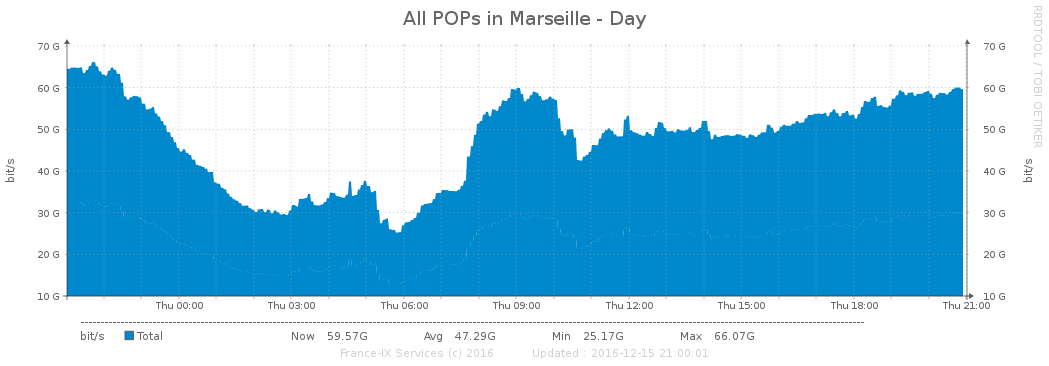 All POPs in Marseille - Day
RRDTOOL / TOBI OETIKER
70 G 70 G
60 G 60 G
50 G 50 G
40 G 40 G
30 G 30 G
20 G 20 G
10 G 10 G
bit/s
bit/s
Thu 00:00 Thu 03:00 Thu 06:00 Thu 09:00 Thu 12:00 Thu 15:00 Thu 18:00 Thu 21:00
bit/s Total Now 59.57G Avg 47.29G Min 25.17G Max 66.07G
France-IX Services (c) 2016 Updated : 2016-12-15 21:00:01